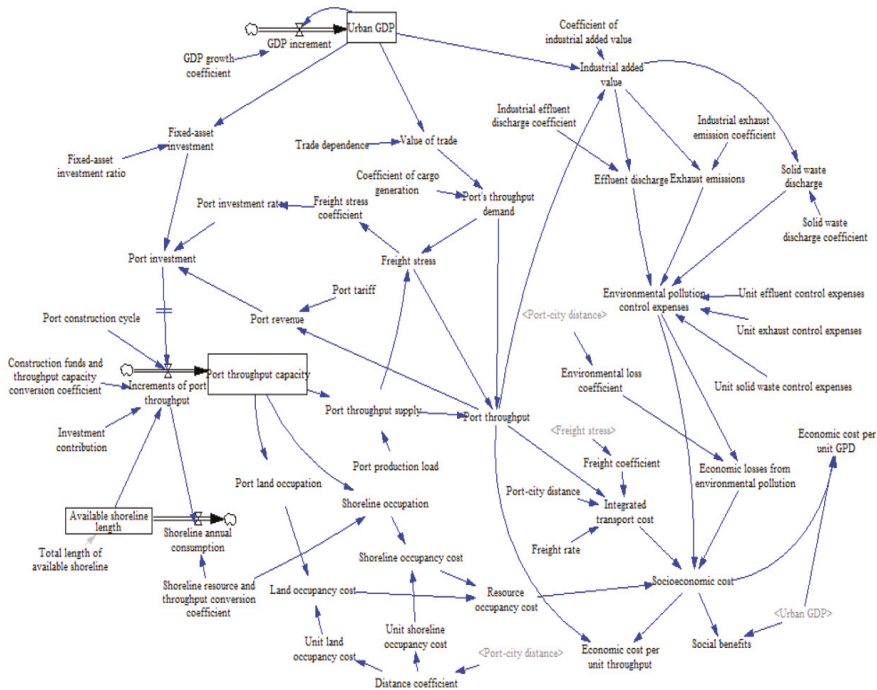 Coefficient of
industrial added value
Urban GDP
GDP increment
GDP growth
coefficient
Industrial added
value
Industrial effluent
discharge coefficient
Industrial exhaust
emission coefficient
Fixed-asset
investment
Trade dependence
Value of trade
Fixed-asset
investment ratio
Coefficient of cargo
generation
Effluent discharge
Exhaust emissions
Solid waste
discharge
Port investment rate
Freight stress
coefficient
Port's throughput
demand
Solid waste
discharge coefficient
Port investment
Freight stress
Port tariff
Environmental pollution
control expenses
Unit effluent control expenses
Port construction cycle
Port revenue
<Port-city distance>
Unit exhaust control expenses
Construction funds and
throughput capacity
conversion coefficient
Port throughput capacity
Increments of port
throughput
Environmental loss
coefficient
Unit solid waste control expenses
Port throughput supply
Port throughput
Investment
contribution
<Freight stress>
Economic cost per
unit GPD
Port production load
Freight coefficient
Economic losses from
environmental pollution
Port land occupation
Port-city distance
Shoreline occupation
Integrated
transport cost
Available shoreline
length
Shoreline annual
consumption
Total length of
available shoreline
Freight rate
Shoreline occupancy cost
Socioeconomic cost
Shoreline resource and
throughput conversion
coefficient
Land occupancy cost
Resource
occupancy cost
<Urban GDP>
Unit land
occupancy cost
Unit shoreline
occupancy cost
Economic cost per
unit throughput
Social benefits
<Port-city distance>
Distance coefficient